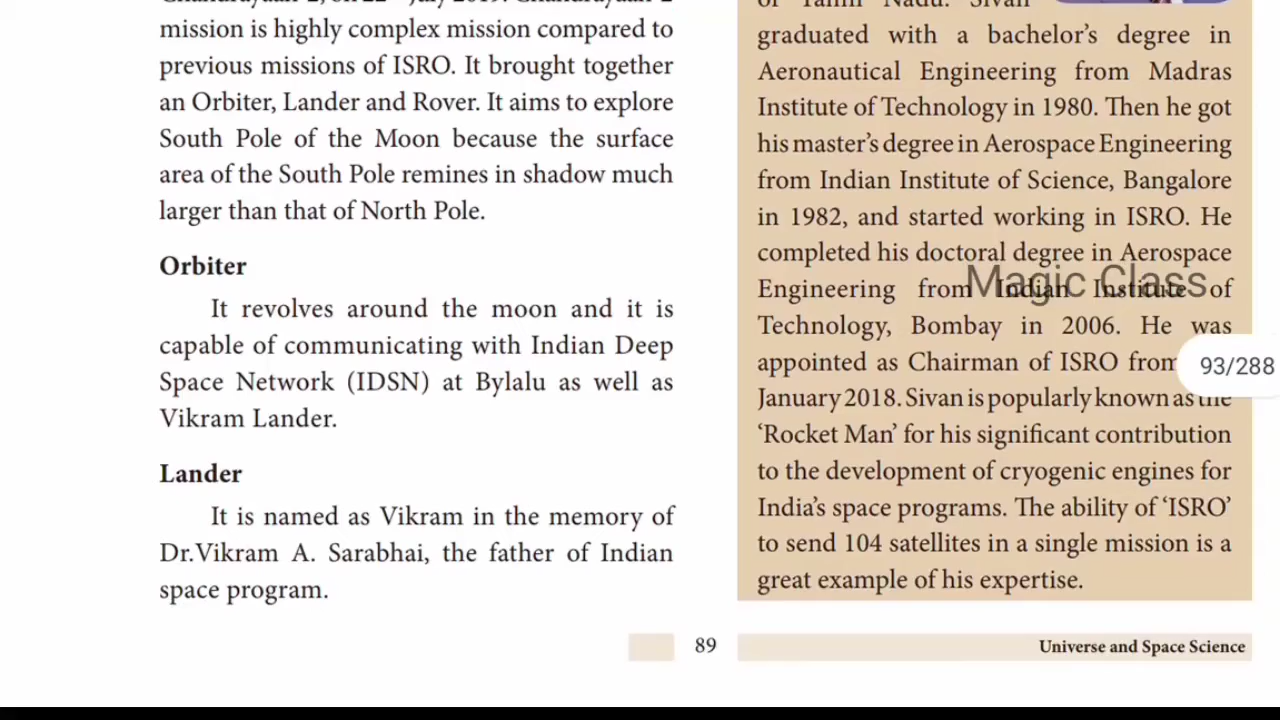 mission is highly complex mission compared to
previous missions of ISRO. It brought together
an Orbiter, Lander and Rover. It aims to explore
South Pole of the Moon because the surface
area of the South Pole remines in shadow much
larger than that of North Pole.
Orbiter
It revolves around the moon and it is
capable of communicating with Indian Deep
Space Network (IDSN) at Bylalu as well as
Vikram Lander.
Lander
It is named as Vikram in the memory of
Dr.Vikram A. Sarabhai, the father of Indian
space program.
of Tamil Nadu. Sivan
graduated with a bachelor's degree in
Aeronautical Engineering from Madras
Institute of Technology in 1980. Then he got
his master's degree in Aerospace Engineering
from Indian Institute of Science, Bangalore
in 1982, and started working in ISRO. He
completed his doctoral degree in Aerospace
Engineering from Indian Institute of
Technology, Bombay in 2006. He was
appointed as Chairman of ISRO from
January 2018. Sivan is popularly known as the
'Rocket Man' for his significant contribution
to the development of cryogenic engines for
India's space programs. The ability of 'ISRO'
to send 104 satellites in a single mission is a
great example of his expertise.
Magic Class
93/288
89
Universe and Space Science